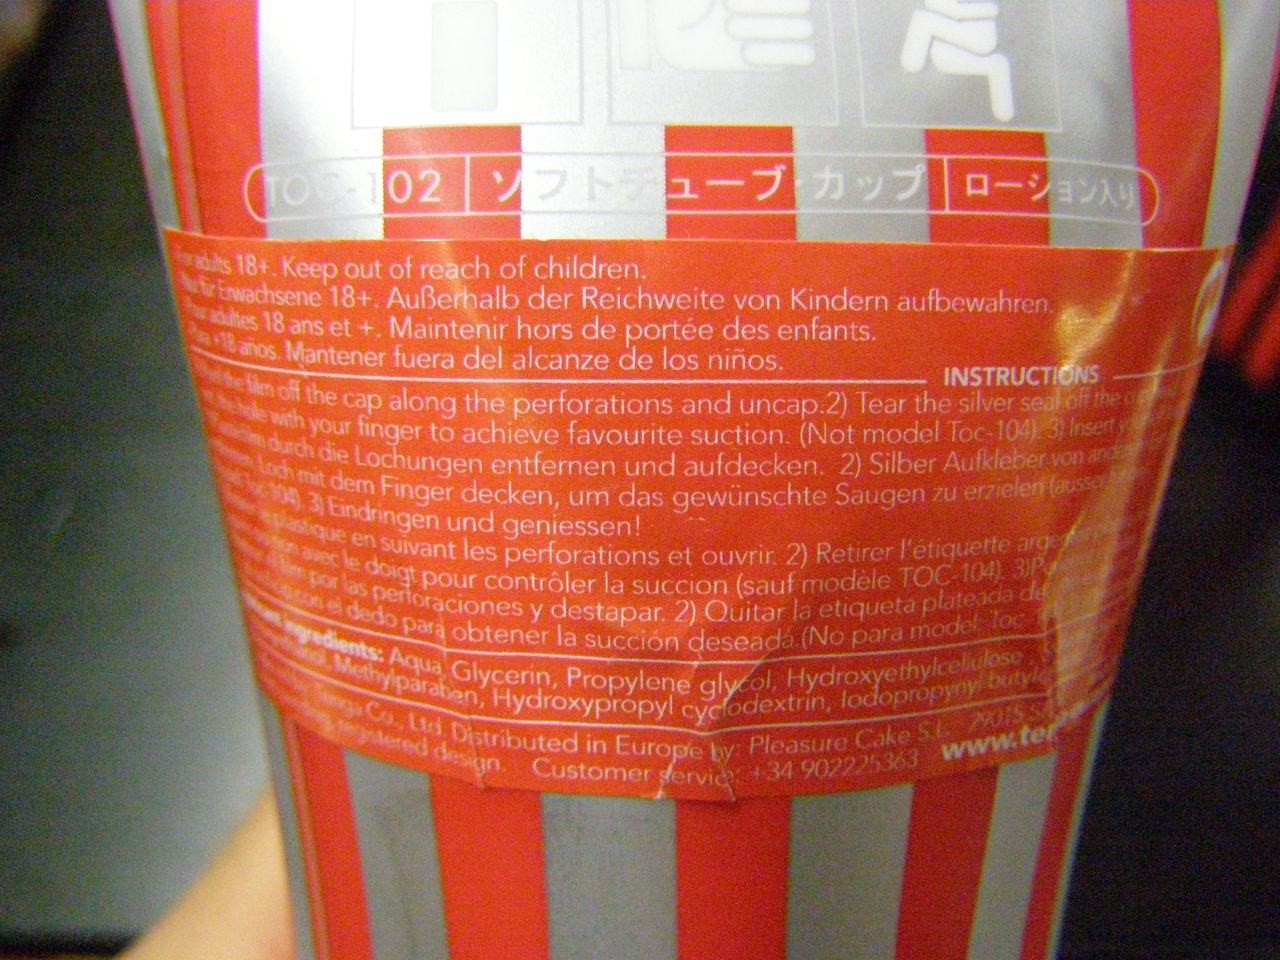 TOC-102 ソフトチューブ・カップ ローション入り
adults 18+. Keep out of reach of children.
für Erwachsene 18+. Außerhalb der Reichweite von Kindern aufbewahren.
adultes 18 ans et +. Maintenir hors de portée des enfants.
+18 años. Mantener fuera del alcanze de los niños.
INSTRUCTIONS
the film off the cap along the perforations and uncap.2) Tear the silver seal off the
hole with your finger to achieve favourite suction. (Not model Toc-104). 3) Insert
durch die Lochungen entfernen und aufdecken. 2) Silber Aufkleber von
Loch mit dem Finger decken, um das gewünschte Saugen zu erzielen (ausser
104). 3) Eindringen und geniessen!
plastique en suivant les perforations et ouvrir. 2) Retirer l'étiquette
avec le doigt pour contrôler la succion (sauf modèle TOC-104).
por las perforaciones y destapar. 2) Quitar la etiqueta plateada
con el dedo para obtener la succión deseada.(No para model: Toc
ingredients: Aqua, Glycerin, Propylene glycol, Hydroxyethylcellulose
Methylparaben, Hydroxypropyl cyclodextrin, Iodopropynyl
Co., Ltd. Distributed in Europe by: Pleasure Cake S.L. 29015
registered design. Customer service: +34 902225363 www.